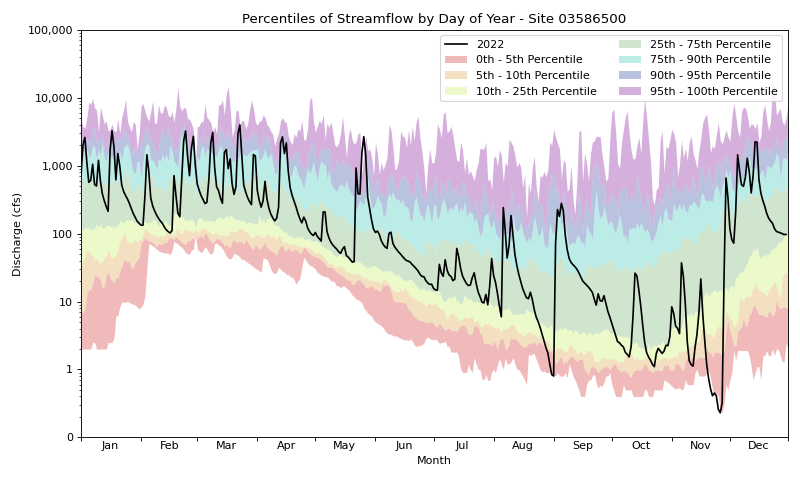 Percentiles of Streamflow by Day of Year - Site 03586500
100,000
10,000
1,000
100
10
1
0
Discharge (cfs)
2022
0th - 5th Percentile
5th - 10th Percentile
10th - 25th Percentile
25th - 75th Percentile
75th - 90th Percentile
90th - 95th Percentile
95th - 100th Percentile
Jan Feb Mar Apr May Jun Jul Aug Sep Oct Nov Dec
Month